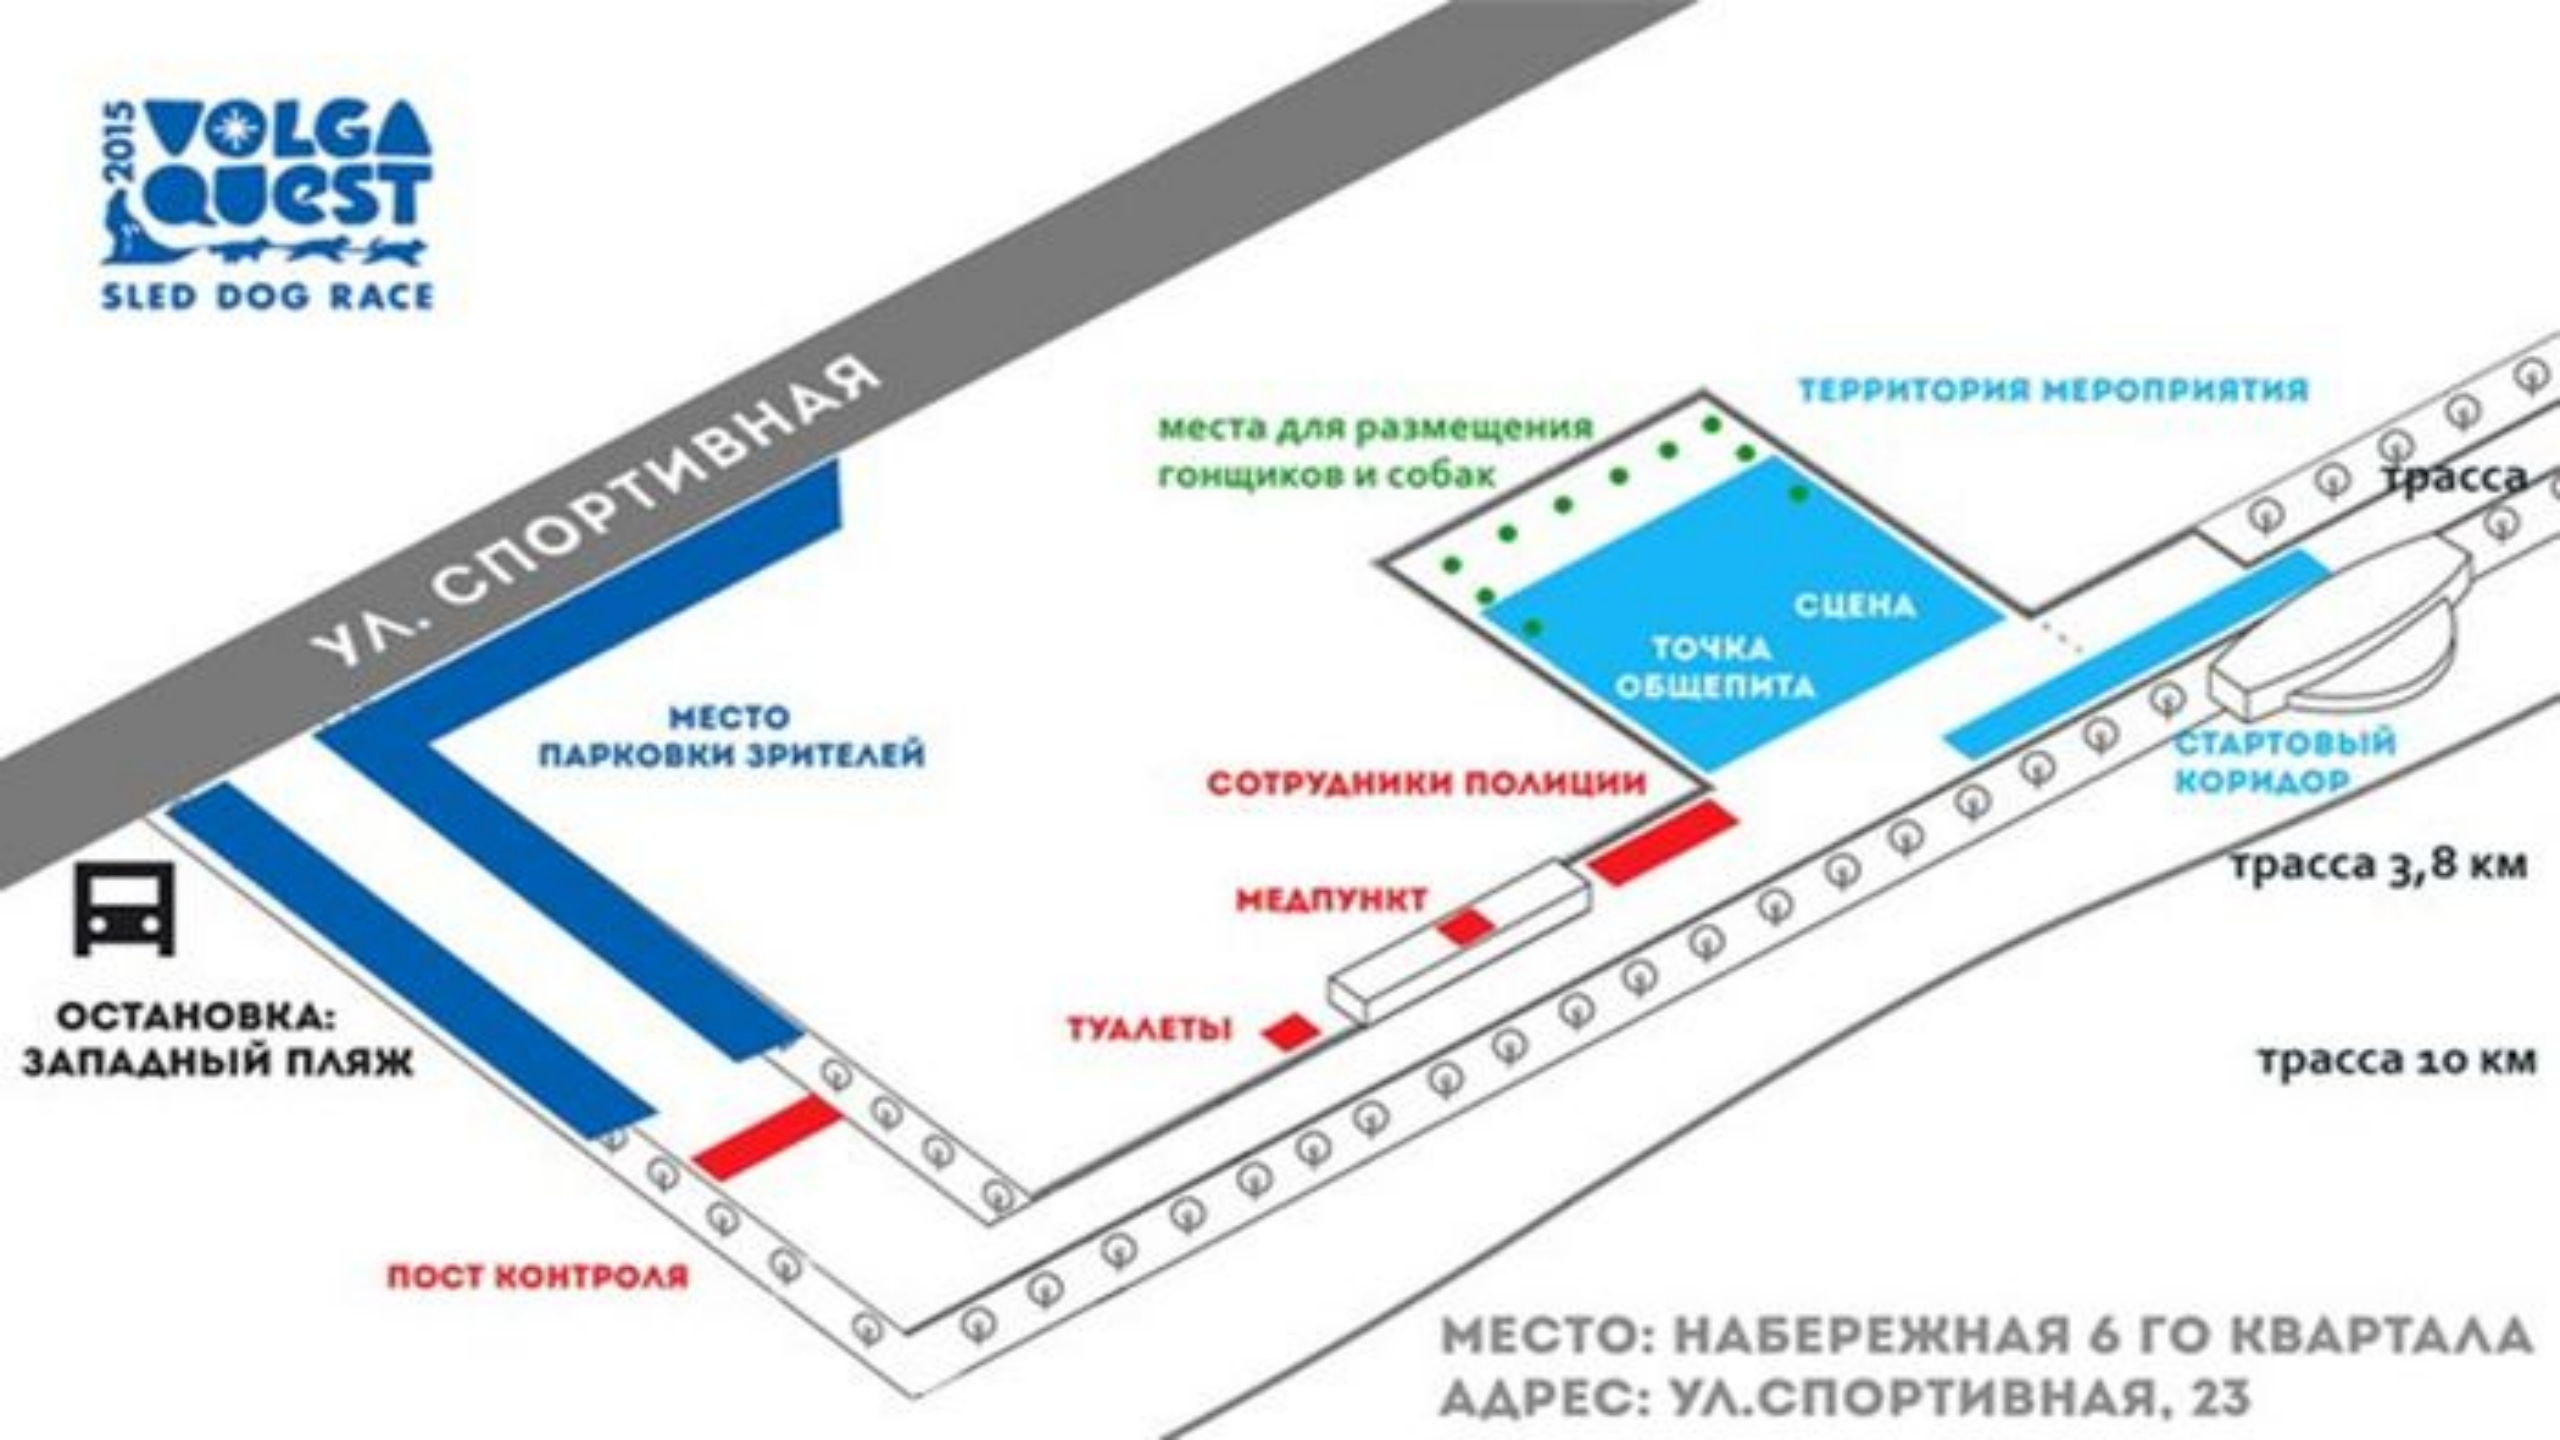 2015
VOLGA
QUEST
SLED DOG RACE
УЛ. СПОРТИВНАЯ
ТЕРРИТОРИЯ МЕРОПРИЯТИЯ
места для размещения
гонщиков и собак
трасса
СЦЕНА
ТОЧКА
ОБЩЕПИТА
МЕСТО
ПАРКОВКИ ЗРИТЕЛЕЙ
СТАРТОВЫЙ
КОРИДОР
СОТРУДНИКИ ПОЛИЦИИ
трасса 3,8 км
МЕДПУНКТ
ТУАЛЕТЫ
ОСТАНОВКА:
ЗАПАДНЫЙ ПЛЯЖ
трасса 10 км
ПОСТ КОНТРОЛЯ
МЕСТО: НАБЕРЕЖНАЯ 6 ГО КВАРТАЛА
АДРЕС: УЛ.СПОРТИВНАЯ, 23